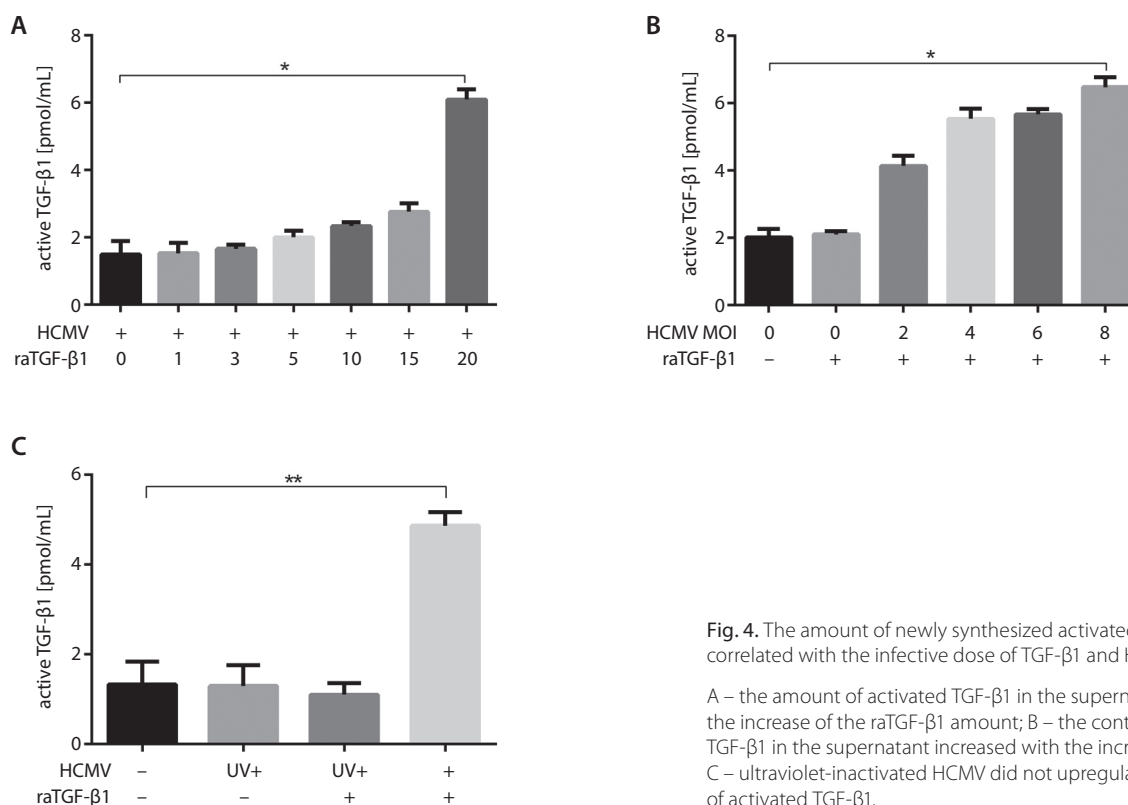 A
8
*
6
4
2
0
active TGF-β1 [pmol/mL]
HCMV + + + + + + +
raTGF-β1 0 1 3 5 10 15 20
B
8
*
6
4
2
0
active TGF-β1 [pmol/mL]
HCMV MOI 0 0 2 4 6 8
raTGF-β1 – + + + + +
C
6
**
4
2
0
active TGF-β1 [pmol/mL]
HCMV – UV+ UV+ +
raTGF-β1 – – + +
Fig. 4. The amount of newly synthesized activated
correlated with the infective dose of TGF-β1 and
A – the amount of activated TGF-β1 in the
the increase of the raTGF-β1 amount; B – the
TGF-β1 in the supernatant increased with the
C – ultraviolet-inactivated HCMV did not
of activated TGF-β1.